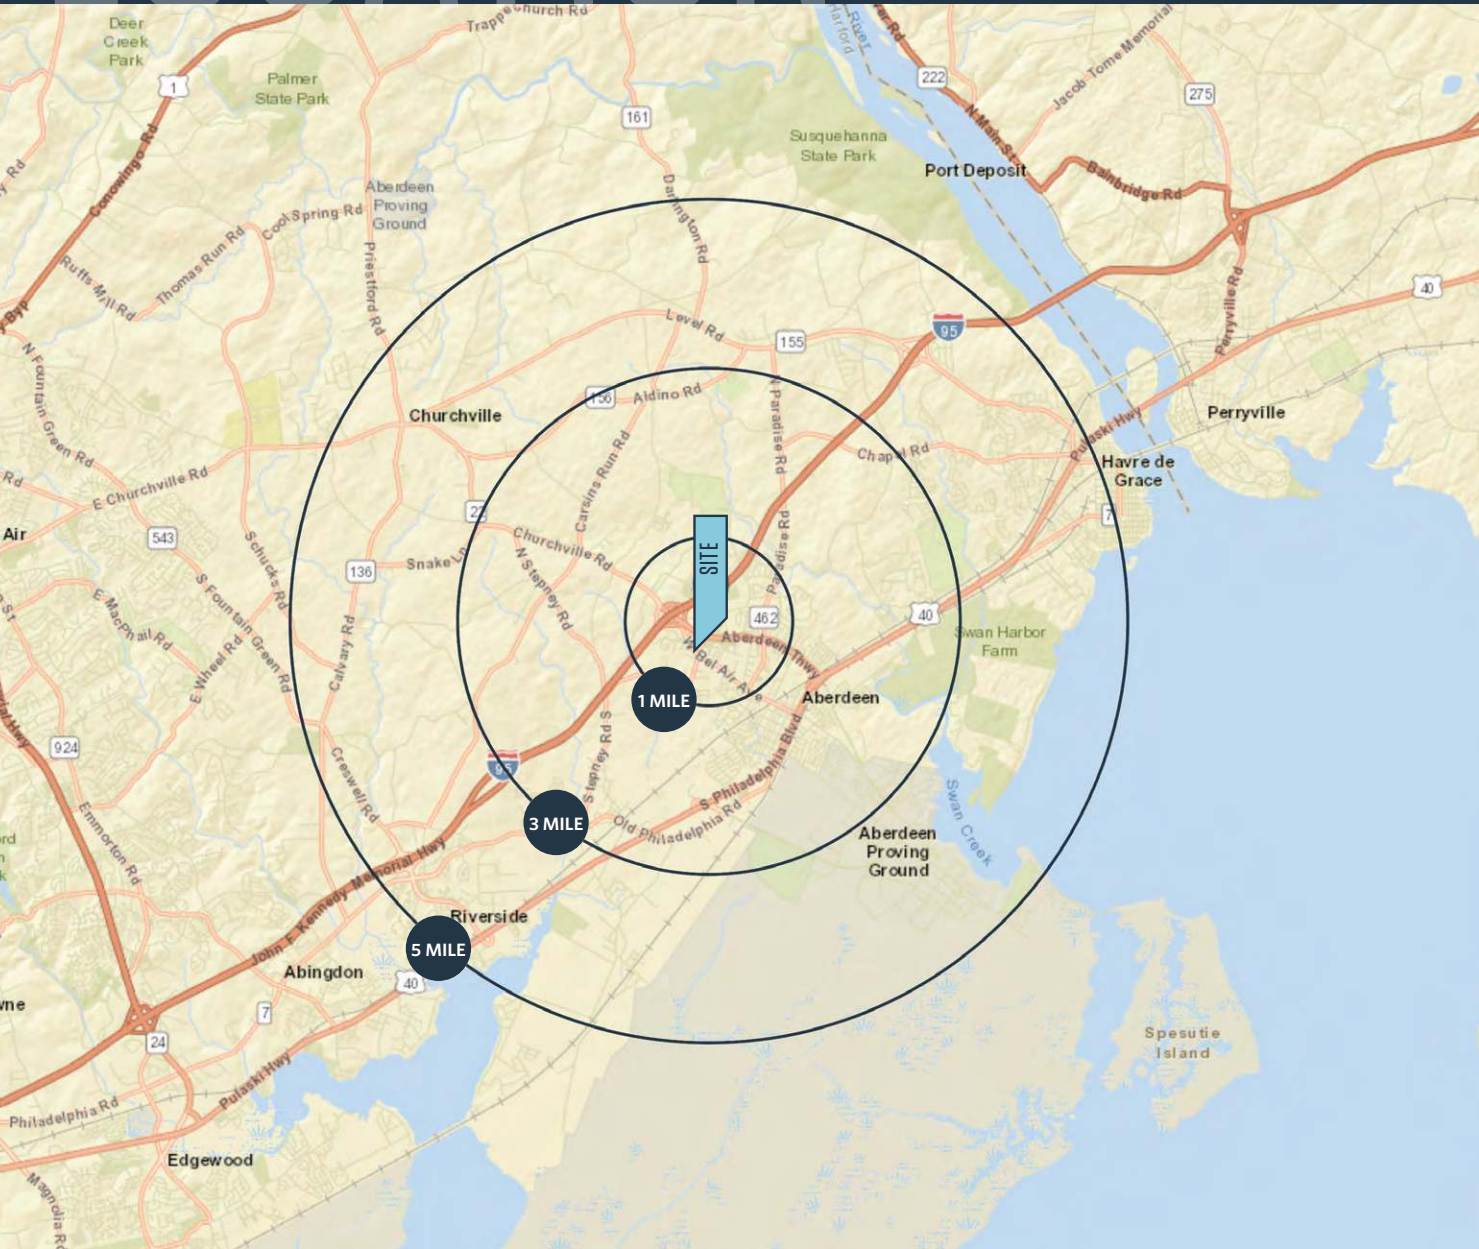 Deer
Creek
Park
Trappe Church Rd
River
Harford
1
Palmer
State Park
222
Jacob Tome Memorial
275
161
N Main St
Conowingo Rd
Susquehanna
State Park
Port Deposit
Bainbridge Rd
Aberdeen
Proving
Ground
Cool Spring Rd
Darlington Rd
Thomas Run Rd
Ruffs Mill Rd
Priestford Rd
Perryville Rd
40
Byp
Level Rd
95
155
N Fountain Green Rd
156
Aldino Rd
N Paradise Rd
Churchville
Perryville
Pulaski Hwy
Chapel Rd
Havre de
Grace
Rd
E Churchville Rd
Carsins Run Rd
22
7
Air
543
Churchville Rd
SITE
Paradise Rd
Schucks Rd
136
Snake Ln
N Stepney Rd
S Fountain Green Rd
E MacPhail Rd
St
462
40
Swan Harbor
Farm
E Wheel Rd
Calvary Rd
Aberdeen Thwy
W Bel Air Ave
1 MILE
Aberdeen
924
Creswell Rd
95
Stepney Rd S
S Philadelphia Blvd
Swan Creek
3 MILE
Old Philadelphia Rd
Emmorton Rd
Aberdeen
Proving
Ground
John F Kennedy Memorial Hwy
Riverside
5 MILE
Abingdon
40
7
24
Spesutie
Island
Pulaski Hwy
Philadelphia Rd
Edgewood
Magnolia Rd